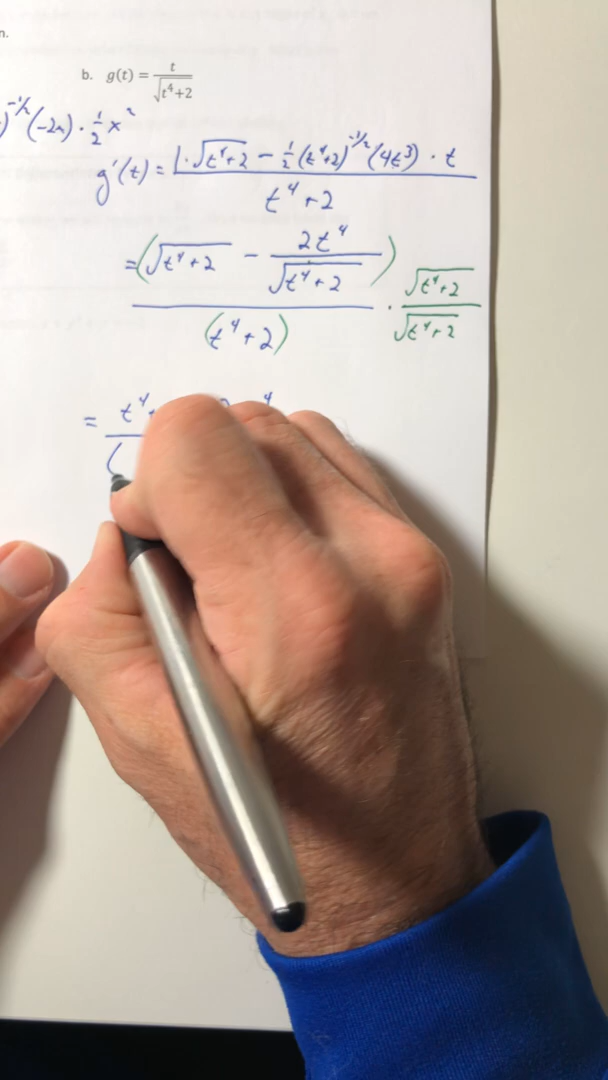 n.
b. g(t) = t/√(t⁴+2)
)^(-1/2) (-2x) · 1/2 x²
g'(t) = (1·√(t⁴+2) - 1/2 (t⁴+2)^(-1/2) (4t³) · t)/(t⁴+2)
= (√(t⁴+2) - 2t⁴/√(t⁴+2))/(t⁴+2) · √(t⁴+2)/√(t⁴+2)
= t⁴ ⁴
(